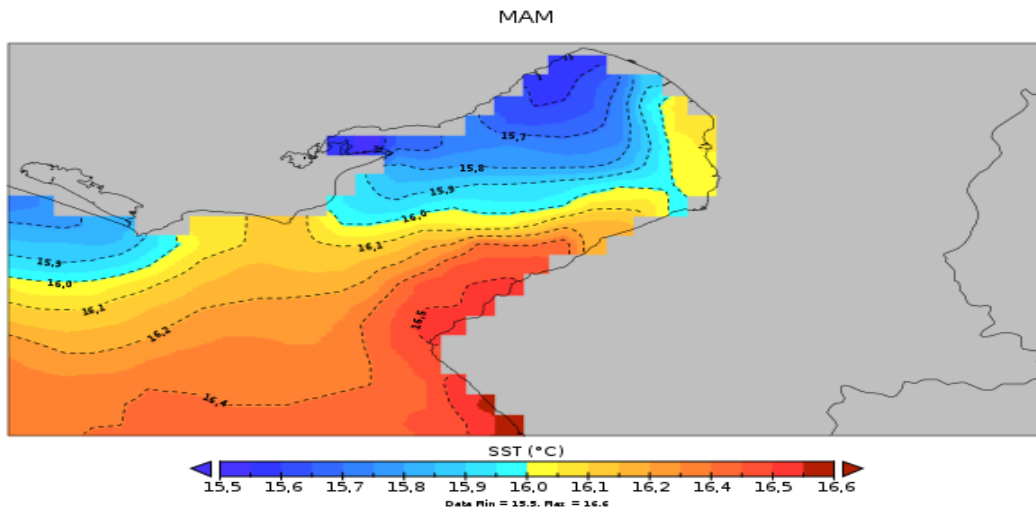 MAM
15,7
15,8
15,9
16,0
16,1
15,9
16,0
16,1
16,2
16,5
16,4
SST (°C)
15,5 15,6 15,7 15,8 15,9 16,0 16,1 16,2 16,4 16,5 16,6
Data Min = 15,5, Max = 16,6